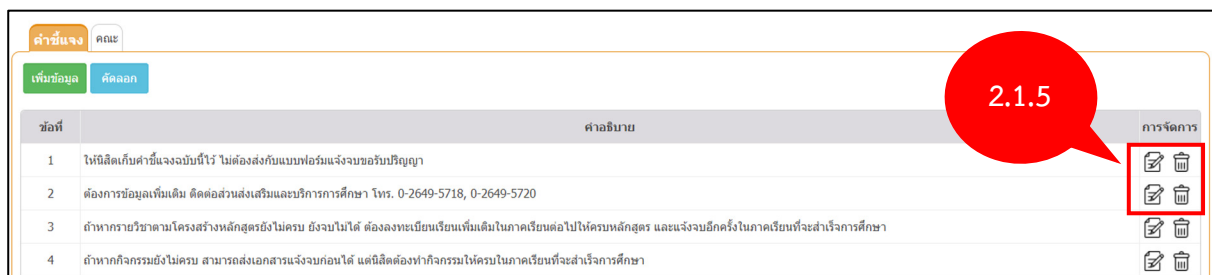 คำชี้แจง คณะ
เพิ่มข้อมูล คัดลอก
2.1.5
ข้อที่ คำอธิบาย การจัดการ
1 ให้นิสิตเก็บคำชี้แจงฉบับนี้ไว้ ไม่ต้องส่งกับแบบฟอร์มแจ้งจบขอรับปริญญา
2 ต้องการข้อมูลเพิ่มเติม ติดต่อส่วนส่งเสริมและบริการการศึกษา โทร. 0-2649-5718, 0-2649-5720
3 ถ้าหากรายวิชาตามโครงสร้างหลักสูตรยังไม่ครบ ยังจบไม่ได้ ต้องลงทะเบียนเรียนเพิ่มเติมในภาคเรียนต่อไปให้ครบหลักสูตร และแจ้งจบอีกครั้งในภาคเรียนที่จะสำเร็จการศึกษา
4 ถ้าหากกิจกรรมยังไม่ครบ สามารถส่งเอกสารแจ้งจบก่อนได้ แต่นิสิตต้องทำกิจกรรมให้ครบในภาคเรียนที่จะสำเร็จการศึกษา